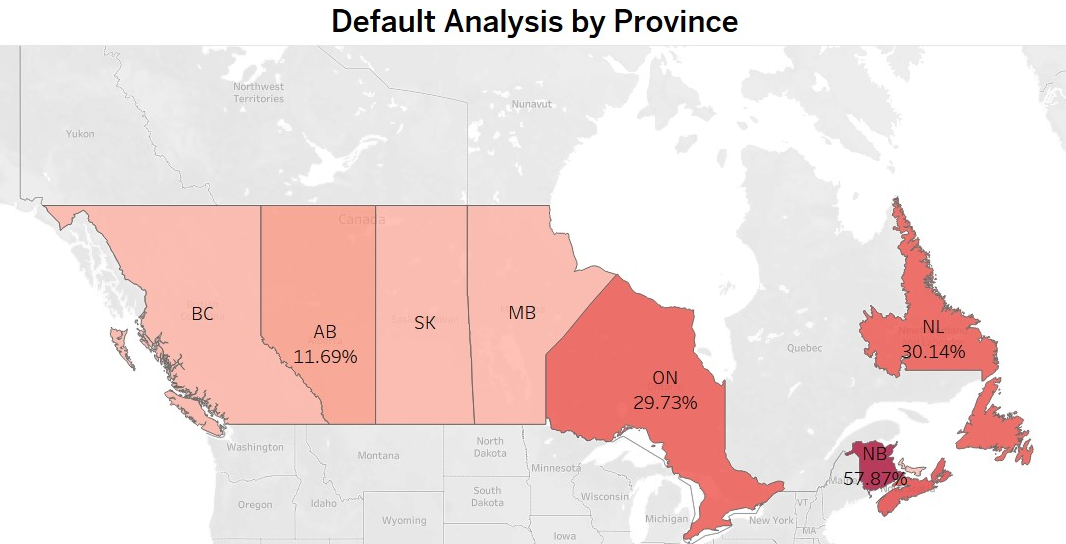 Default Analysis by Province
Northwest
Territories
Nunavut
Yukon
Canada
BC
AB
11.69%
SK
MB
ON
29.73%
Quebec
NL
30.14%
NB
57.87%
Washington
Montana
North
Dakota
Minnesota
Oregon
Idaho
South
Dakota
Wisconsin
Wyoming
Michigan
New York
VT
MA
Iowa